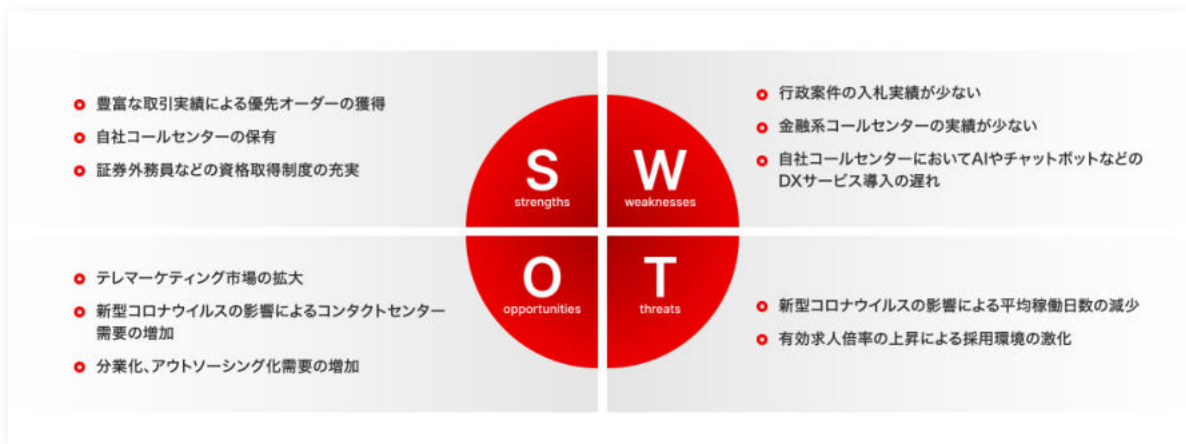 豊富な取引実績による優先オーダーの獲得
自社コールセンターの保有
証券外務員などの資格取得制度の充実
S
strengths
行政案件の入札実績が少ない
金融系コールセンターの実績が少ない
自社コールセンターにおいてAIやチャットボットなどの
DXサービス導入の遅れ
W
weaknesses
テレマーケティング市場の拡大
新型コロナウイルスの影響によるコンタクトセンター
需要の増加
分業化、アウトソーシング化需要の増加
O
opportunities
新型コロナウイルスの影響による平均稼働日数の減少
有効求人倍率の上昇による採用環境の激化
T
threats